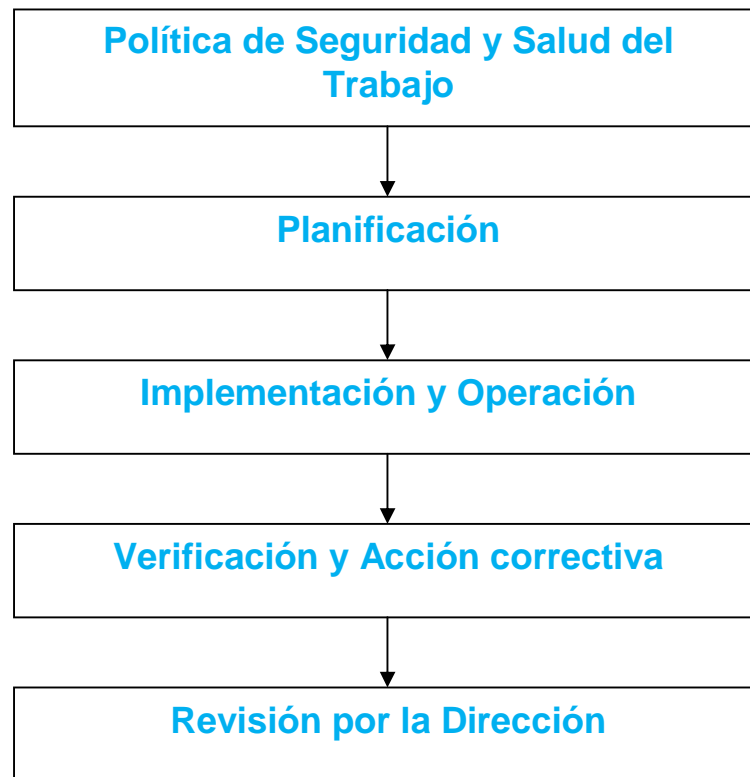 Política de Seguridad y Salud del
Trabajo
Planificación
Implementación y Operación
Verificación y Acción correctiva
Revisión por la Dirección